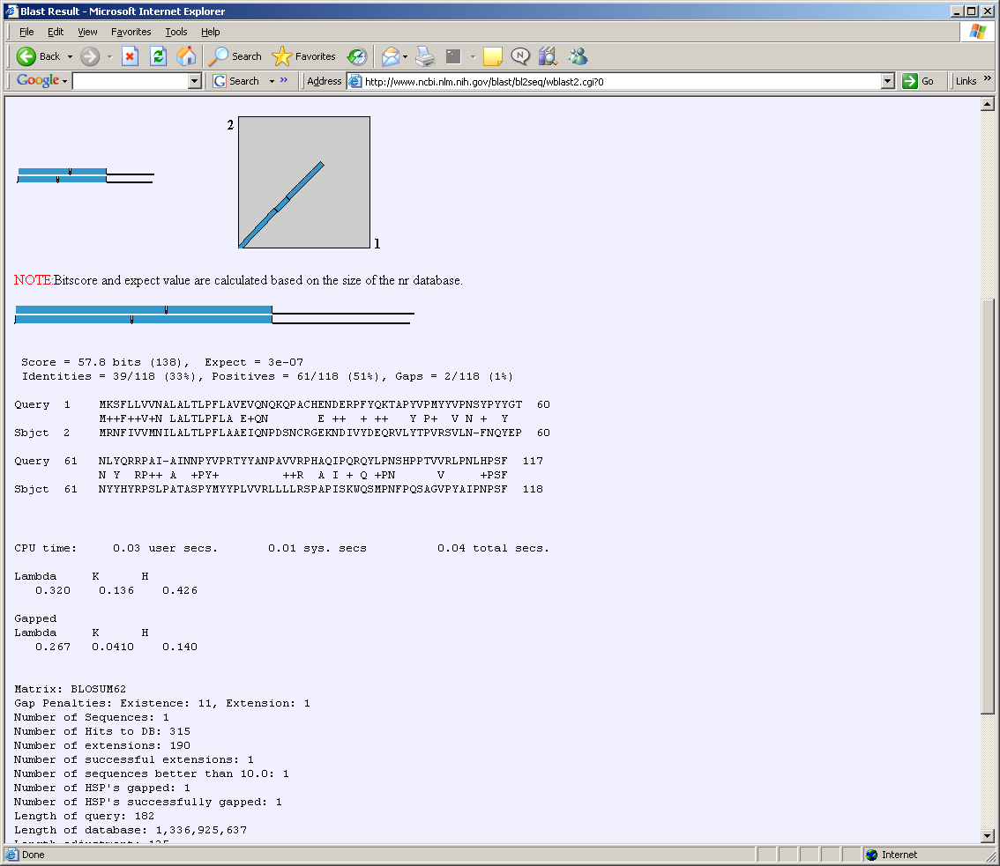 Blast Result - Microsoft Internet Explorer
File Edit View Favorites Tools Help
Back Search Favorites
Google Search Address http://www.ncbi.nlm.nih.gov/blast/bl2seq/wblast2.cgi?0 Go Links
2
1
NOTE:Bitscore and expect value are calculated based on the size of the nr database.
Score = 57.8 bits (138), Expect = 3e-07
Identities = 39/118 (33%), Positives = 61/118 (51%), Gaps = 2/118 (1%)
Query 1 MKSFLLVVNALALTLPFLAVEVQNQKQPACHENDERPFYQKTAPYVPMYYVPNSYPYYGT 60
M++F++V+N LALTLPFLA E+QN E ++ + ++ Y P+ V N + Y
Sbjct 2 MRNFIVVMNILALTLPFLAAEIQNPDSNCRGEKNDIVYDEQRVLYTPVRSVLN-FNQYEP 60
Query 61 NLYQRRPAI-AINNPYVPRTYYANPAVVRPHAQIPQRQYLPNSHPPTVVRLPNLHPSF 117
N Y RP++ A +PY+ ++R A I + Q +PN V +PSF
Sbjct 61 NYYHYRPSLPATASPYMYYPLVVRLLLLRSPAPISKWQSMPNFPQSAGVPYAIPNPSF 118
CPU time: 0.03 user secs. 0.01 sys. secs 0.04 total secs.
Lambda K H
0.320 0.136 0.426
Gapped
Lambda K H
0.267 0.0410 0.140
Matrix: BLOSUM62
Gap Penalties: Existence: 11, Extension: 1
Number of Sequences: 1
Number of Hits to DB: 315
Number of extensions: 190
Number of successful extensions: 1
Number of sequences better than 10.0: 1
Number of HSP's gapped: 1
Number of HSP's successfully gapped: 1
Length of query: 182
Length of database: 1,336,925,637
Length adjustment: 125
Done Internet